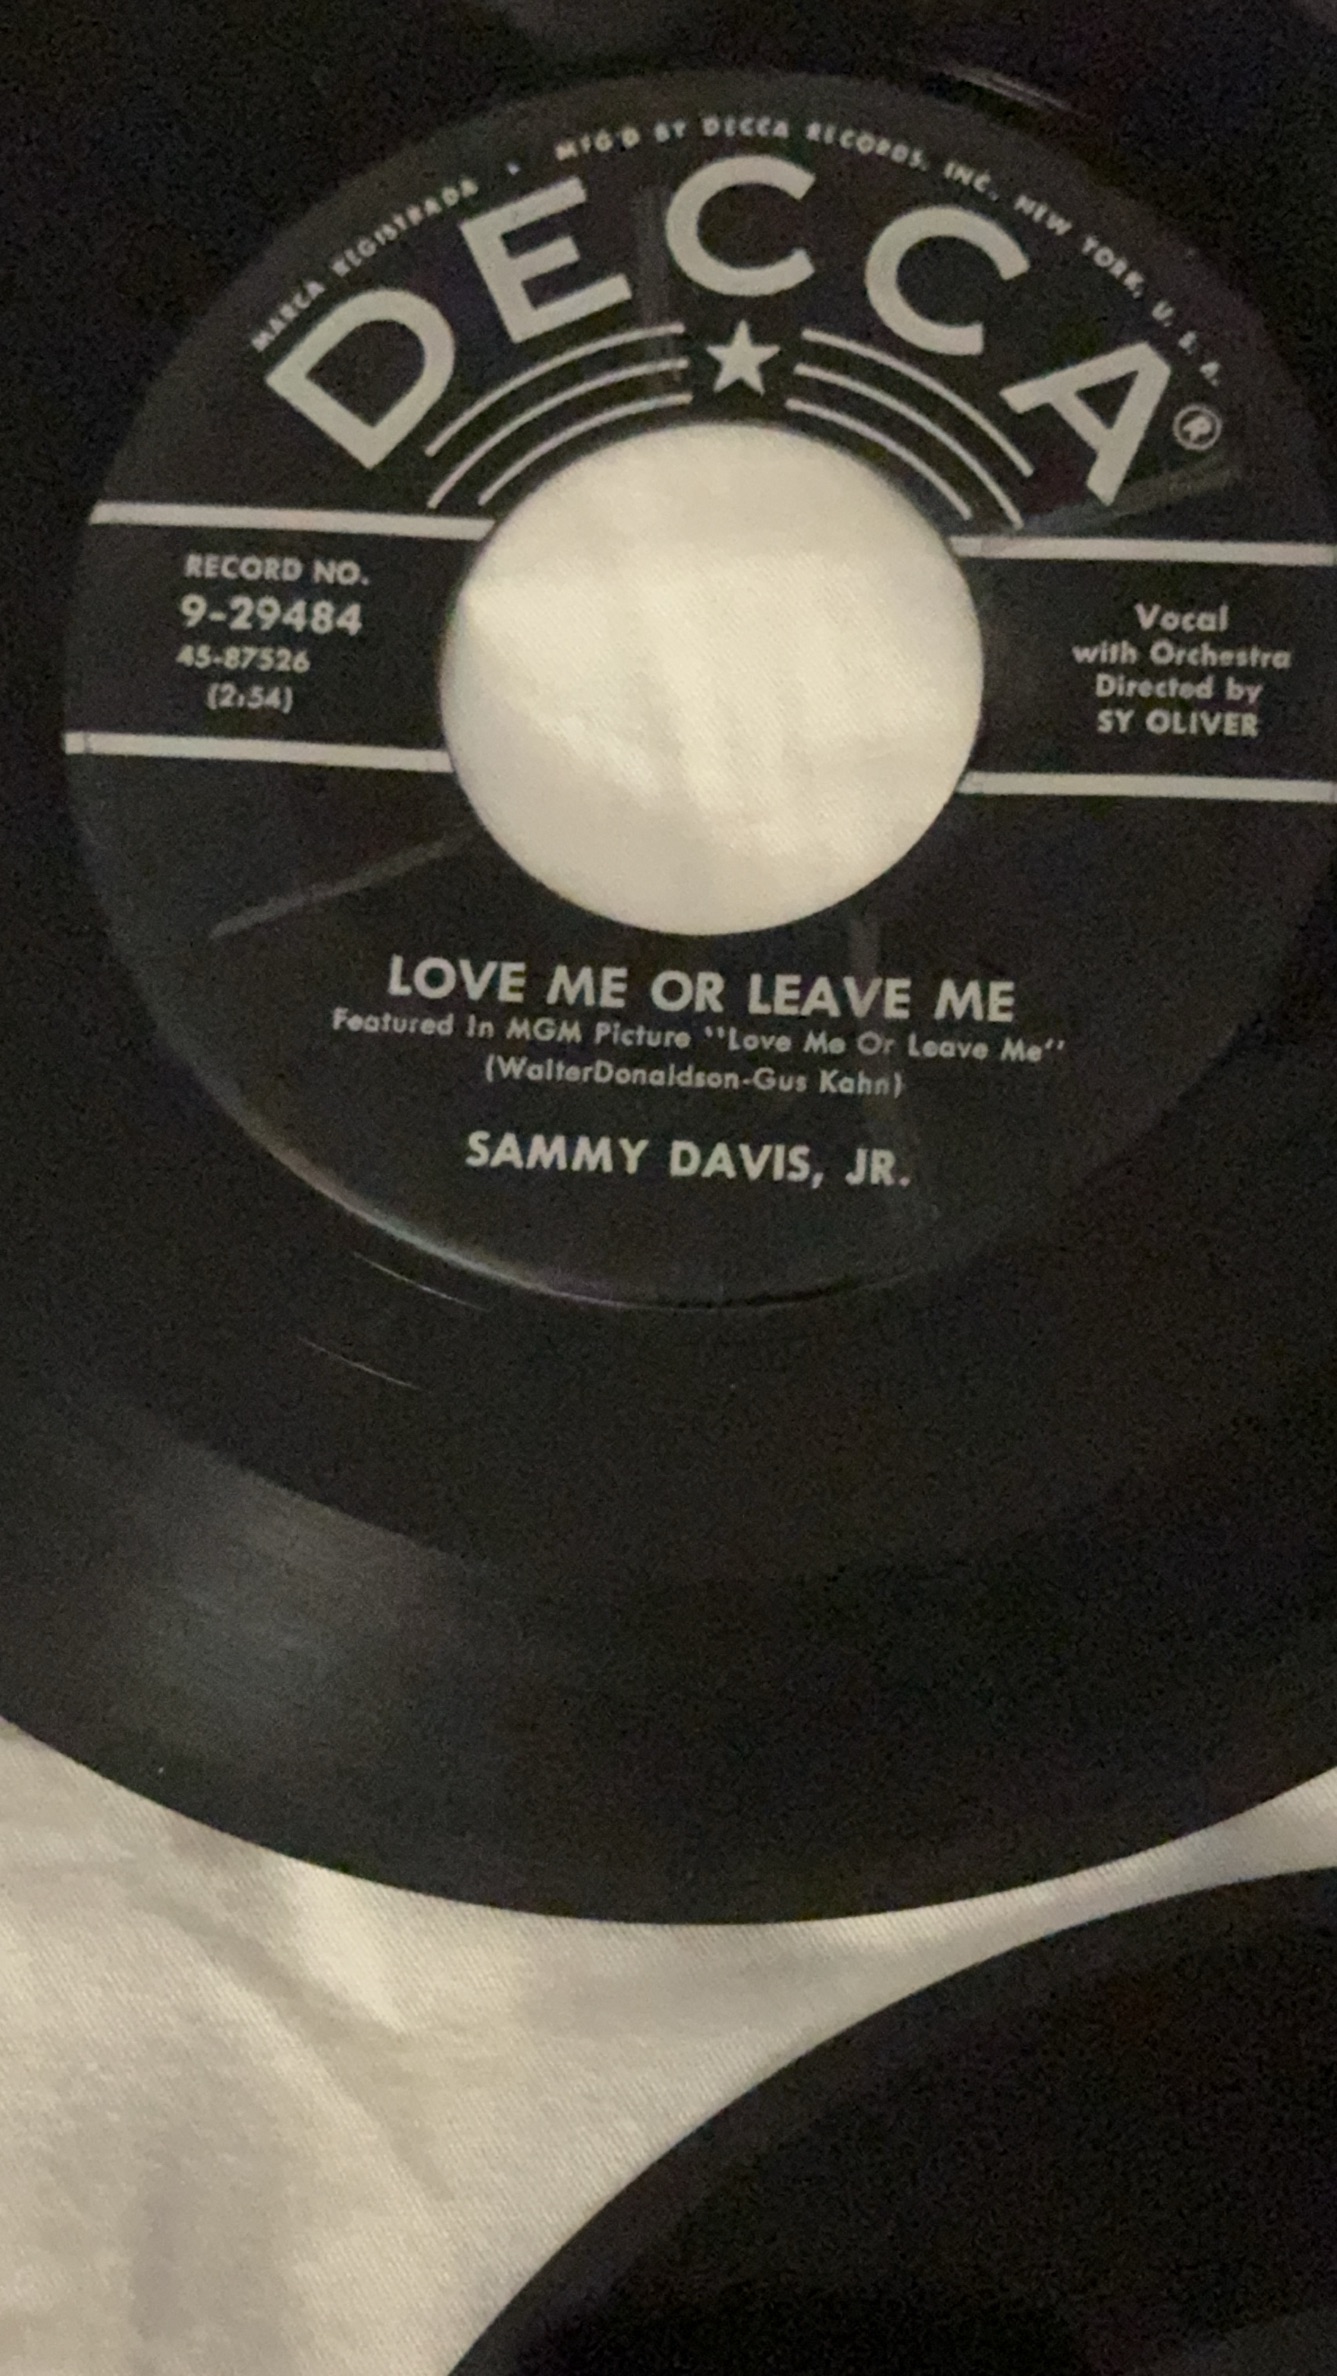 MARCA REGISTRADA • MFG'D BY DECCA RECORDS, INC., NEW YORK, U. S. A.
DECCA
RECORD NO.
9-29484
45-87526
(2:54)
Vocal
with Orchestra
Directed by
SY OLIVER
LOVE ME OR LEAVE ME
Featured In MGM Picture "Love Me Or Leave Me"
(WalterDonaldson-Gus Kahn)
SAMMY DAVIS, JR.